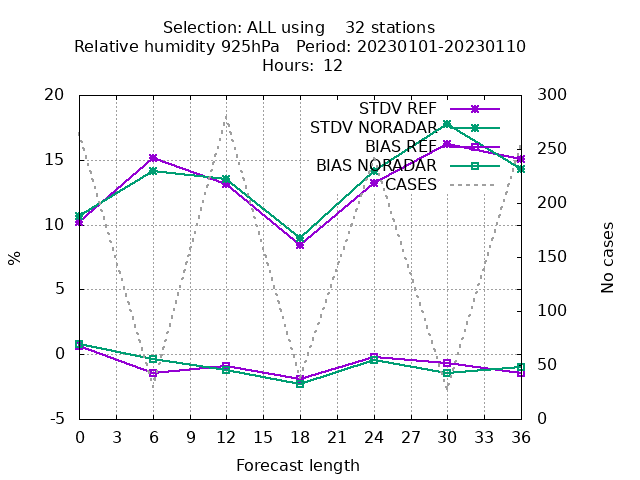 Selection: ALL using    32 stations
Relative humidity 925hPa   Period: 20230101-20230110
Hours:  12
STDV REF
STDV NORADAR
BIAS REF
BIAS NORADAR
CASES
20
15
10
5
0
-5
%
300
250
200
150
100
50
0
No cases
0 3 6 9 12 15 18 21 24 27 30 33 36
Forecast length